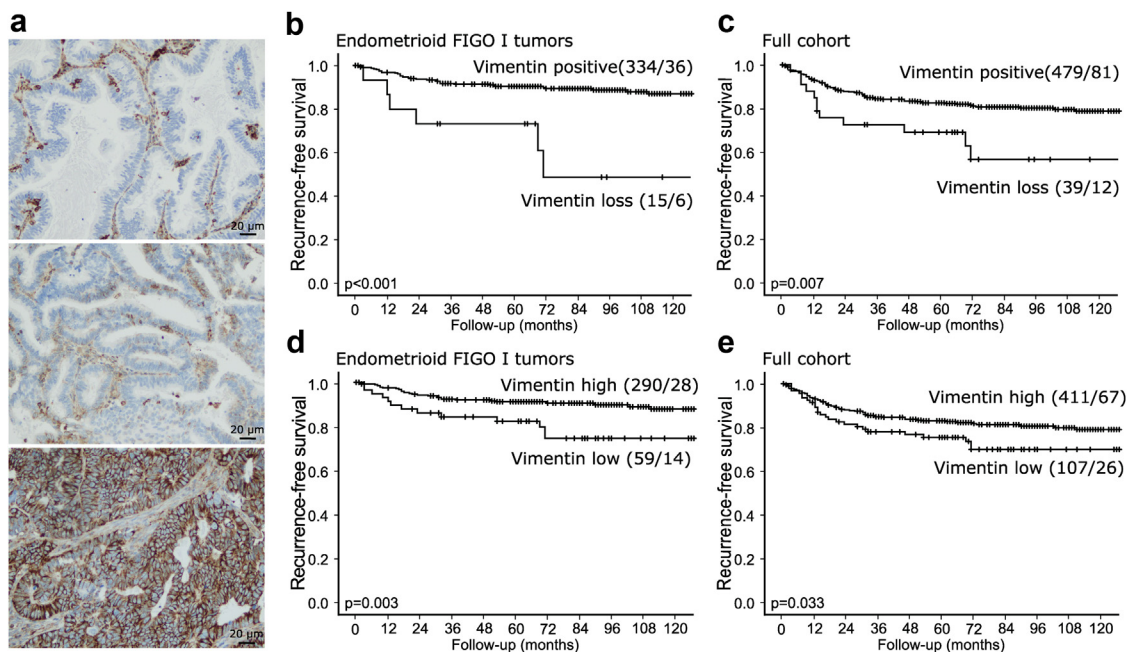 a
20 µm
20 µm
20 µm
b
Endometrioid FIGO I tumors
Vimentin positive(334/36)
Vimentin loss (15/6)
Recurrence-free survival
1.0
0.8
0.6
0.4
0.2
0.0
p<0.001
0 12 24 36 48 60 72 84 96 108 120
Follow-up (months)
c
Full cohort
Vimentin positive(479/81)
Vimentin loss (39/12)
Recurrence-free survival
1.0
0.8
0.6
0.4
0.2
0.0
p=0.007
0 12 24 36 48 60 72 84 96 108 120
Follow-up (months)
d
Endometrioid FIGO I tumors
Vimentin high (290/28)
Vimentin low (59/14)
Recurrence-free survival
1.0
0.8
0.6
0.4
0.2
0.0
p=0.003
0 12 24 36 48 60 72 84 96 108 120
Follow-up (months)
e
Full cohort
Vimentin high (411/67)
Vimentin low (107/26)
Recurrence-free survival
1.0
0.8
0.6
0.4
0.2
0.0
p=0.033
0 12 24 36 48 60 72 84 96 108 120
Follow-up (months)